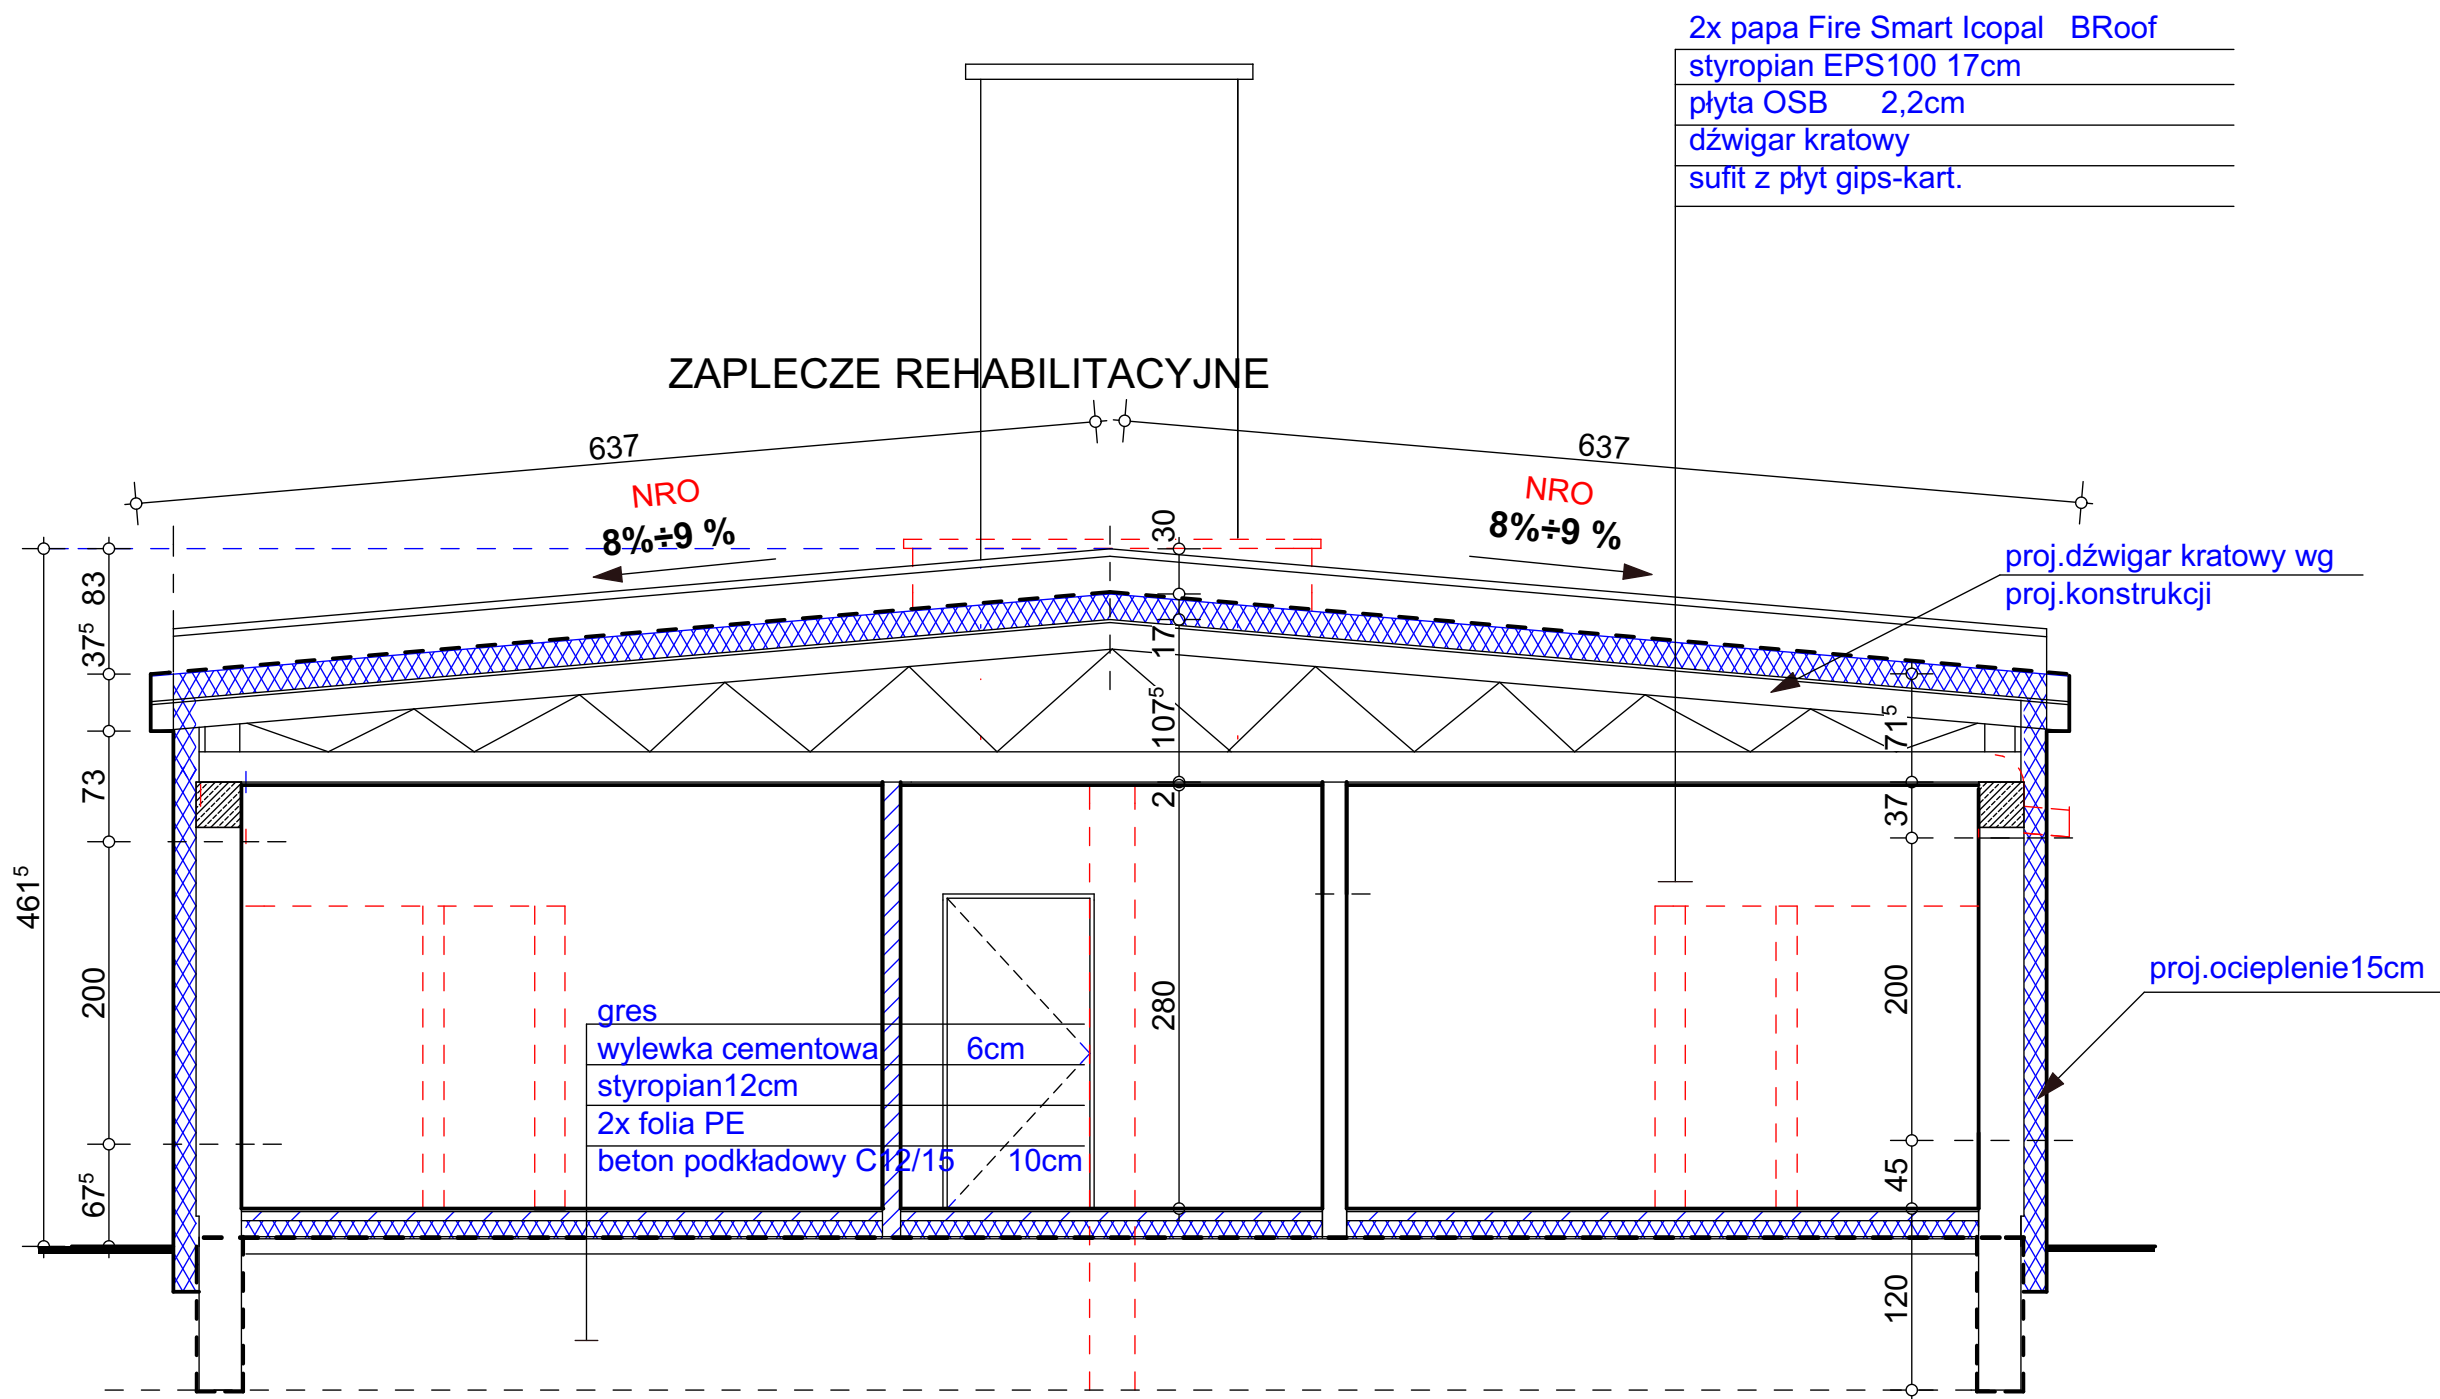 2x papa Fire Smart Icopal BRoof
styropian EPS100 17cm
płyta OSB 2,2cm
dźwigar kratowy
sufit z płyt gips-kart.
ZAPLECZE REHABILITACYJNE
637
637
NRO
8%÷9 %
NRO
8%÷9 %
proj.dźwigar kratowy wg
proj.konstrukcji
30
17
107⁵
2
280
83
37⁵
73
200
67⁵
461⁵
71⁵
37
200
45
120
proj.ocieplenie15cm
gres
wylewka cementowa 6cm
styropian12cm
2x folia PE
beton podkładowy C12/15 10cm